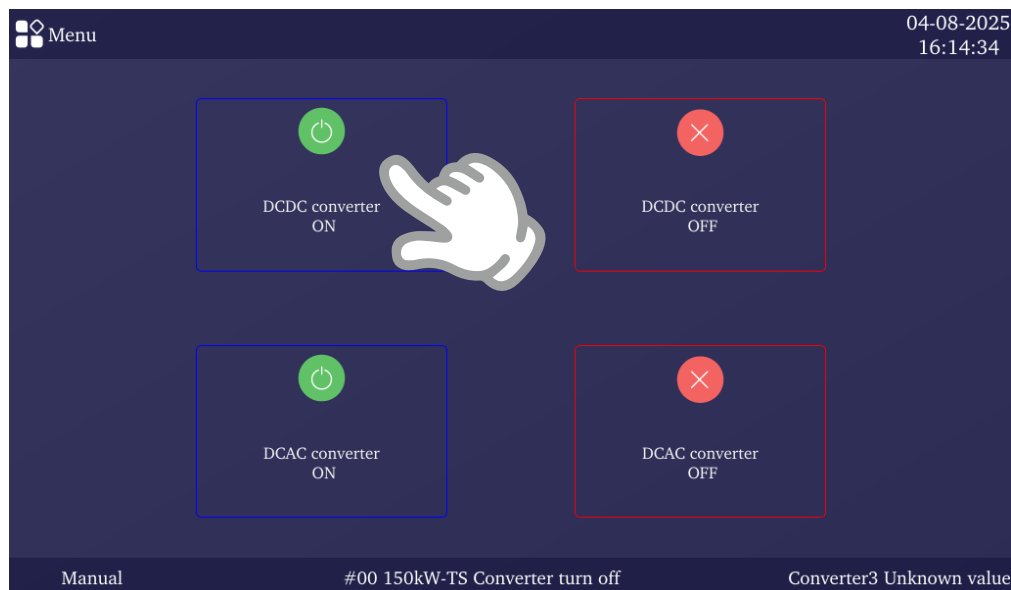 Menu
04-08-2025
16:14:34
DCDC converter
ON
DCDC converter
OFF
DCAC converter
ON
DCAC converter
OFF
Manual
#00 150kW-TS Converter turn off
Converter3 Unknown value